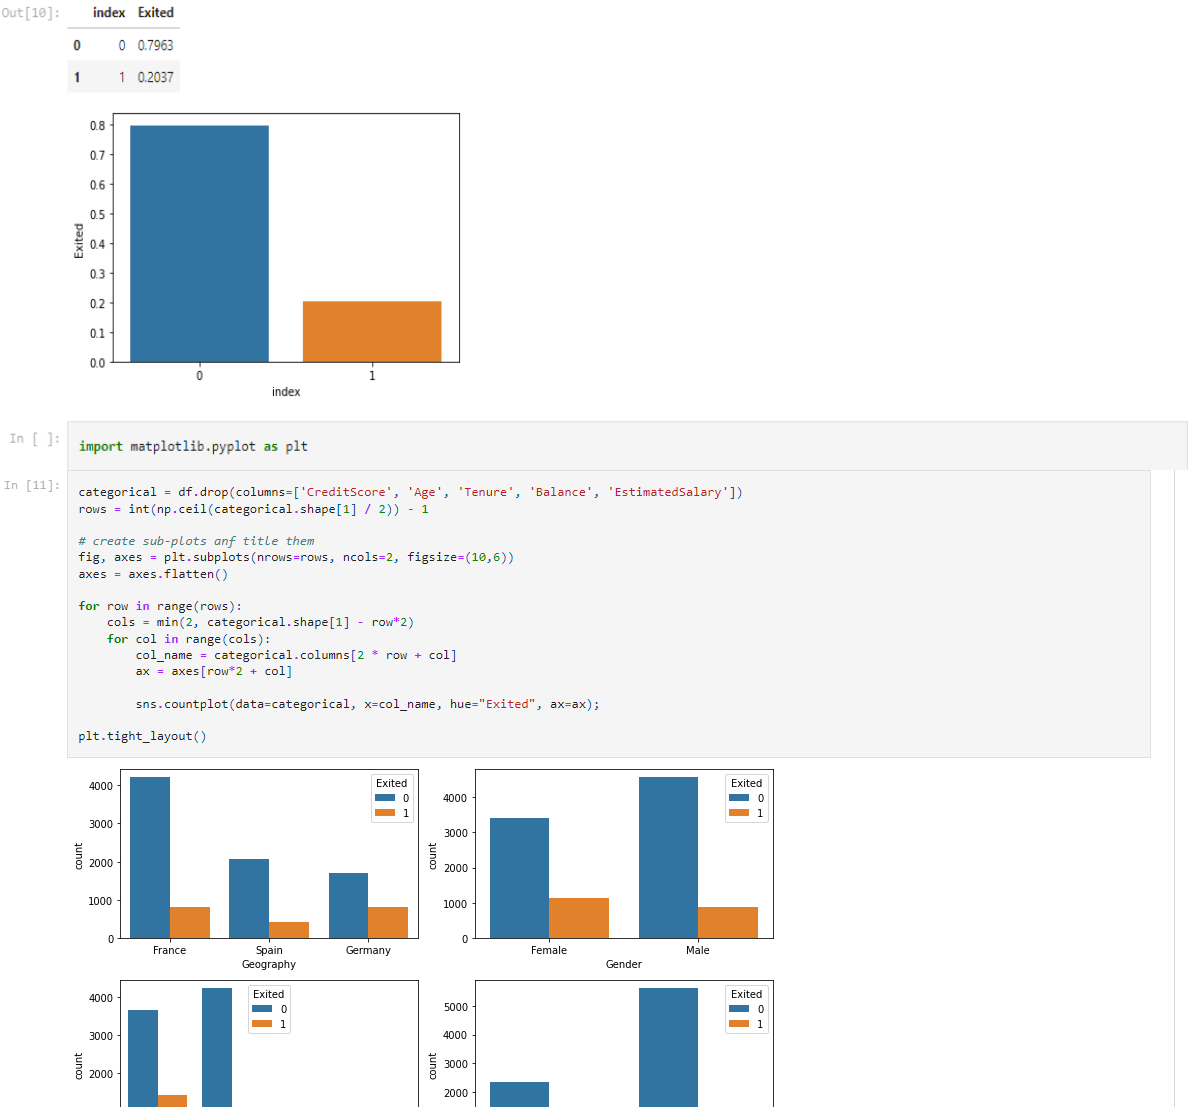 Out[10]:
index Exited
0 0 0.7963
1 1 0.2037
0.8
0.7
0.6
0.5
0.4
0.3
0.2
0.1
0.0
Exited
0 1
index
In [ ]:
import matplotlib.pyplot as plt
In [11]:
categorical = df.drop(columns=['CreditScore', 'Age', 'Tenure', 'Balance', 'EstimatedSalary'])
rows = int(np.ceil(categorical.shape[1] / 2)) - 1
# create sub-plots anf title them
fig, axes = plt.subplots(nrows=rows, ncols=2, figsize=(10,6))
axes = axes.flatten()
for row in range(rows):
    cols = min(2, categorical.shape[1] - row*2)
    for col in range(cols):
        col_name = categorical.columns[2 * row + col]
        ax = axes[row*2 + col]
        sns.countplot(data=categorical, x=col_name, hue="Exited", ax=ax);
plt.tight_layout()
4000
3000
2000
1000
0
count
Exited
0
1
France Spain Germany
Geography
4000
3000
2000
1000
0
count
Exited
0
1
Female Male
Gender
4000
3000
2000
count
Exited
0
1
5000
4000
3000
2000
count
Exited
0
1